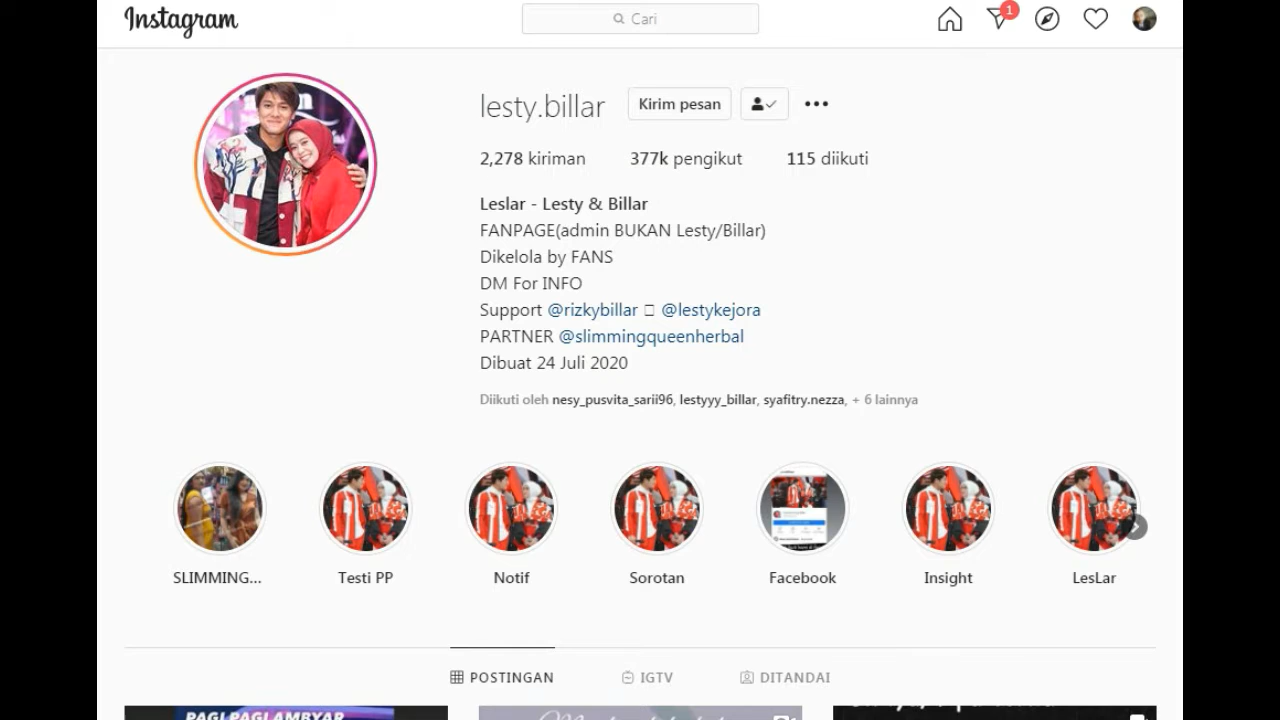 Instagram
Cari
1
lesty.billar
Kirim pesan
2,278 kiriman
377k pengikut
115 diikuti
Leslar - Lesty & Billar
FANPAGE(admin BUKAN Lesty/Billar)
Dikelola by FANS
DM For INFO
Support @rizkybillar @lestykejora
PARTNER @slimmingqueenherbal
Dibuat 24 Juli 2020
Diikuti oleh nesy_pusvita_sarii96, lestyyy_billar, syafitry.nezza, + 6 lainnya
SLIMMING...
Testi PP
Notif
Sorotan
Facebook
Insight
LesLar
POSTINGAN
IGTV
DITANDAI
PAGI PAGI AMBYAR